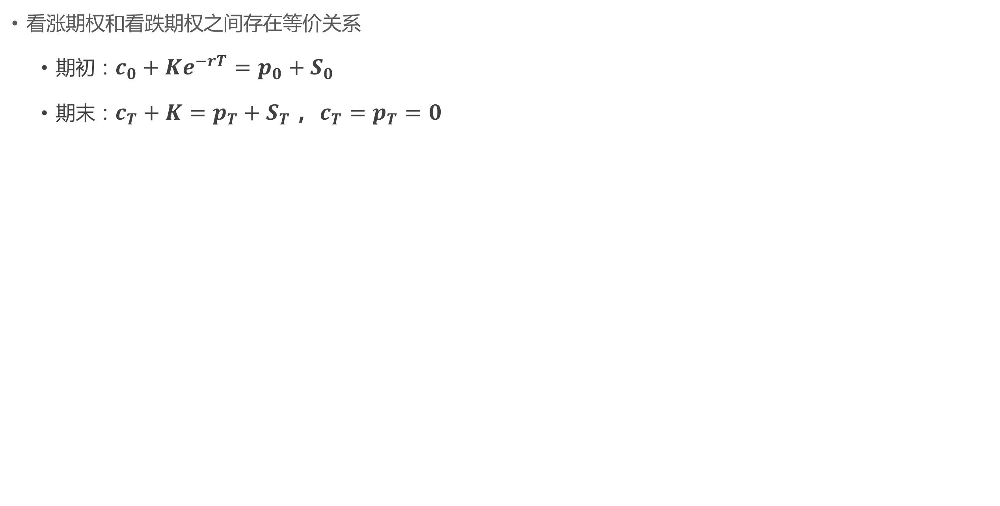 • 看涨期权和看跌期权之间存在等价关系
• 期初：c₀ + Ke^{-rT} = p₀ + S₀
• 期末：c_T + K = p_T + S_T， c_T = p_T = 0